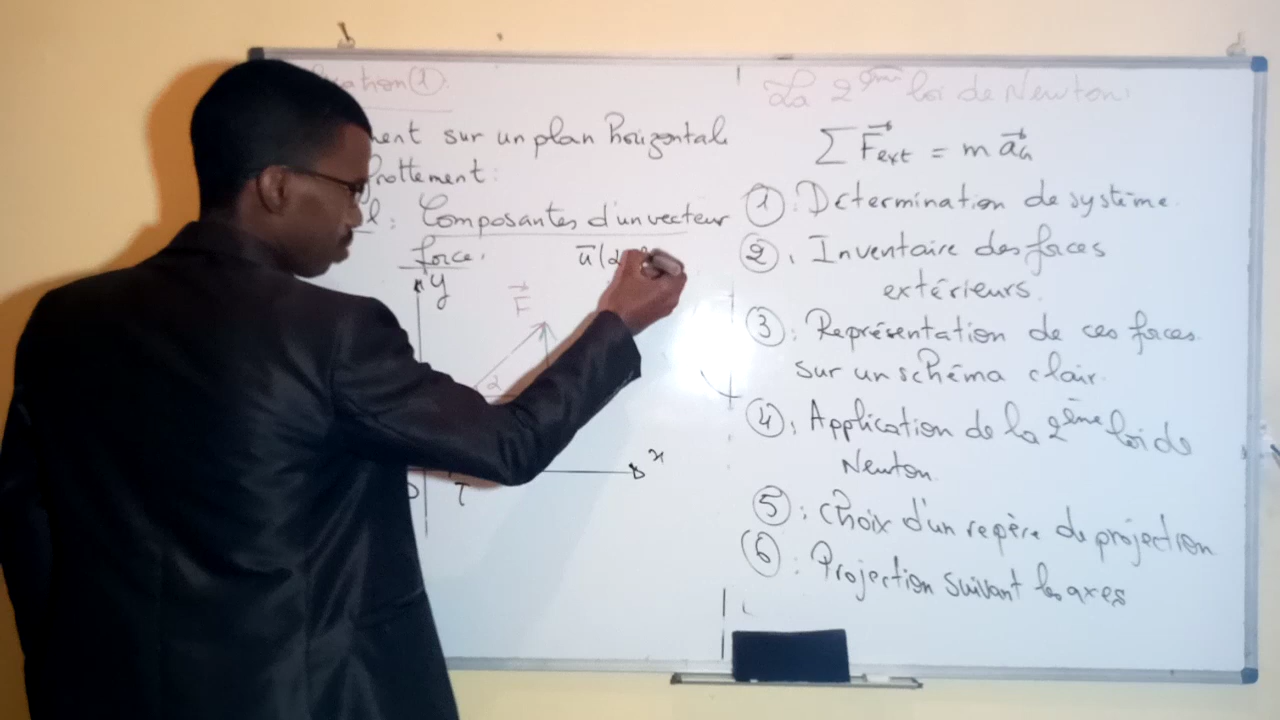 ation (1).
ment sur un plan horizontal
frottement :
l : Composantes d'un vecteur
force.
u(α
y
F
α
x
i
La 2ème loi de Newton.
∑ F⃗ext = m a⃗G
① : Détermination de système.
②. Inventaire des forces
extérieurs.
③ : Représentation de ces forces
sur un schéma clair.
④. Application de la 2ème loi de
Newton.
⑤ : Choix d'un repère de projection
⑥ : Projection suivant les axes